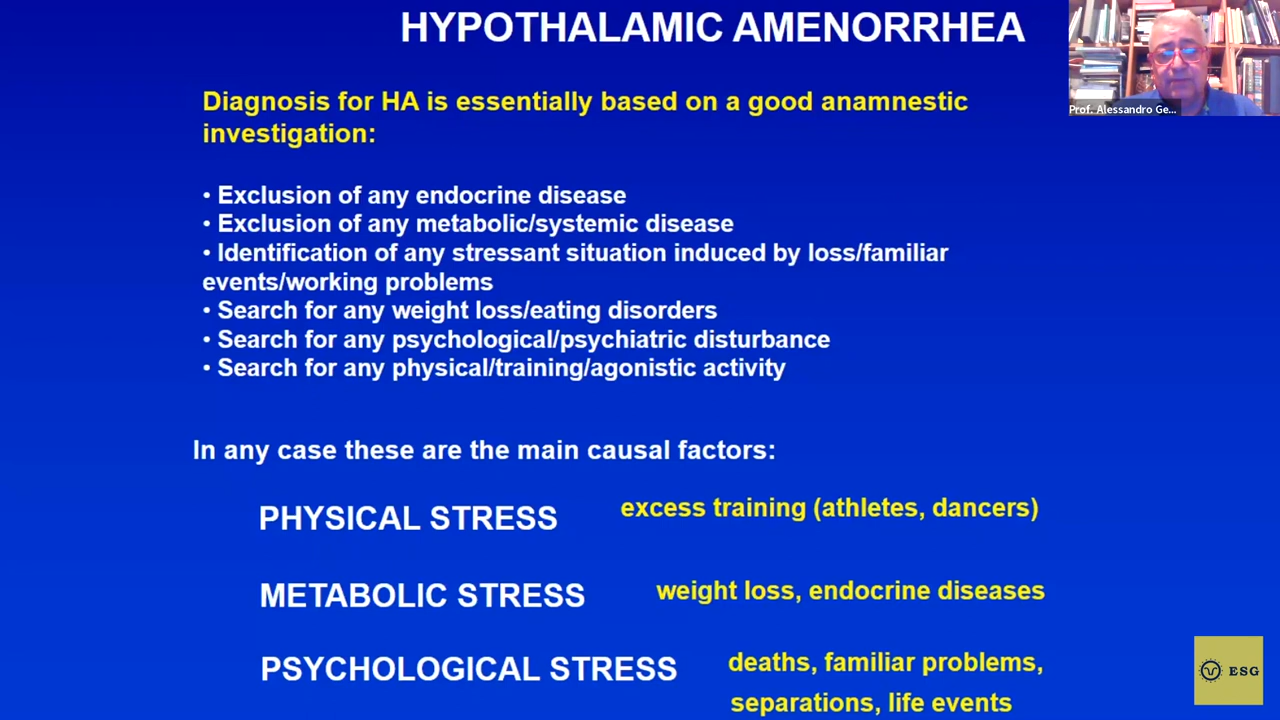 HYPOTHALAMIC AMENORRHEA
Prof. Alessandro Ge...
Diagnosis for HA is essentially based on a good anamnestic
investigation:
• Exclusion of any endocrine disease
• Exclusion of any metabolic/systemic disease
• Identification of any stressant situation induced by loss/familiar
events/working problems
• Search for any weight loss/eating disorders
• Search for any psychological/psychiatric disturbance
• Search for any physical/training/agonistic activity
In any case these are the main causal factors:
PHYSICAL STRESS excess training (athletes, dancers)
METABOLIC STRESS weight loss, endocrine diseases
PSYCHOLOGICAL STRESS deaths, familiar problems,
separations, life events
ESG